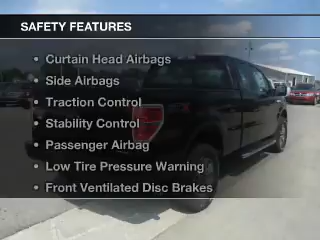 SAFETY FEATURES
• Curtain Head Airbags
• Side Airbags
• Traction Control
• Stability Control
• Passenger Airbag
• Low Tire Pressure Warning
• Front Ventilated Disc Brakes